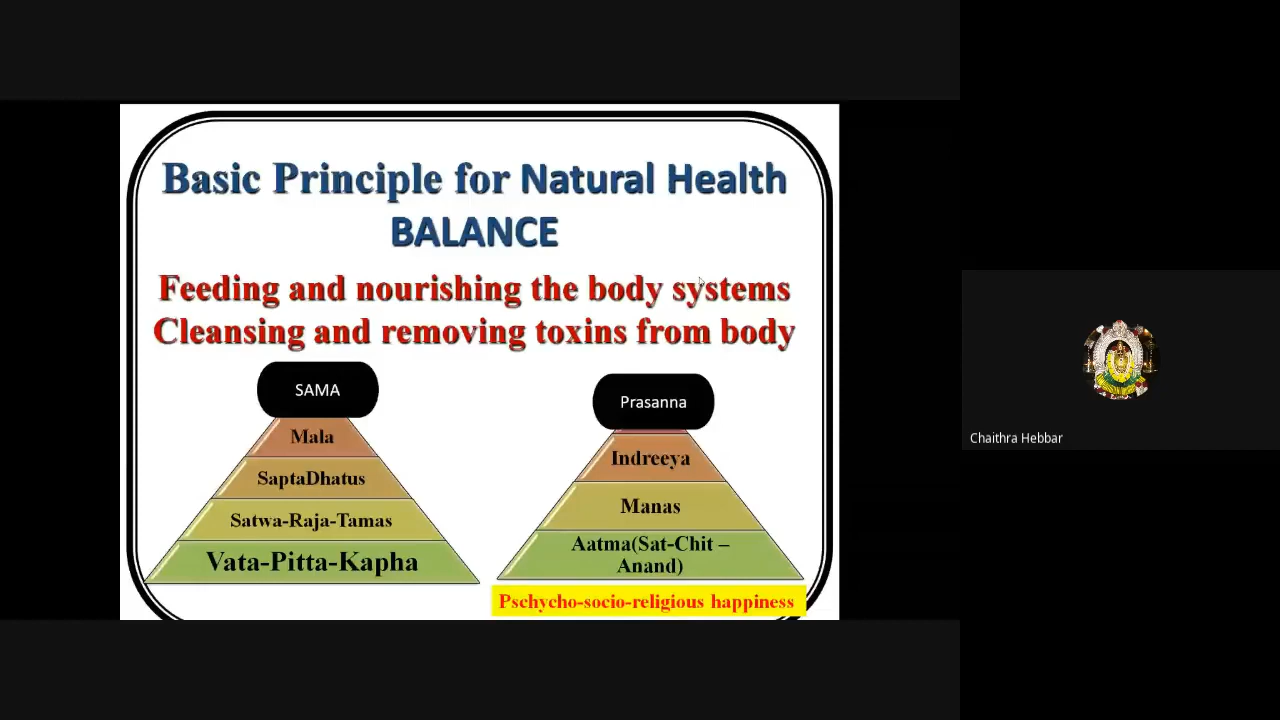 Basic Principle for Natural Health
BALANCE
Feeding and nourishing the body systems
Cleansing and removing toxins from body
SAMA
Mala
SaptaDhatus
Satwa-Raja-Tamas
Vata-Pitta-Kapha
Prasanna
Indreeya
Manas
Aatma(Sat-Chit –
Anand)
Pschycho-socio-religious happiness
Chaithra Hebbar